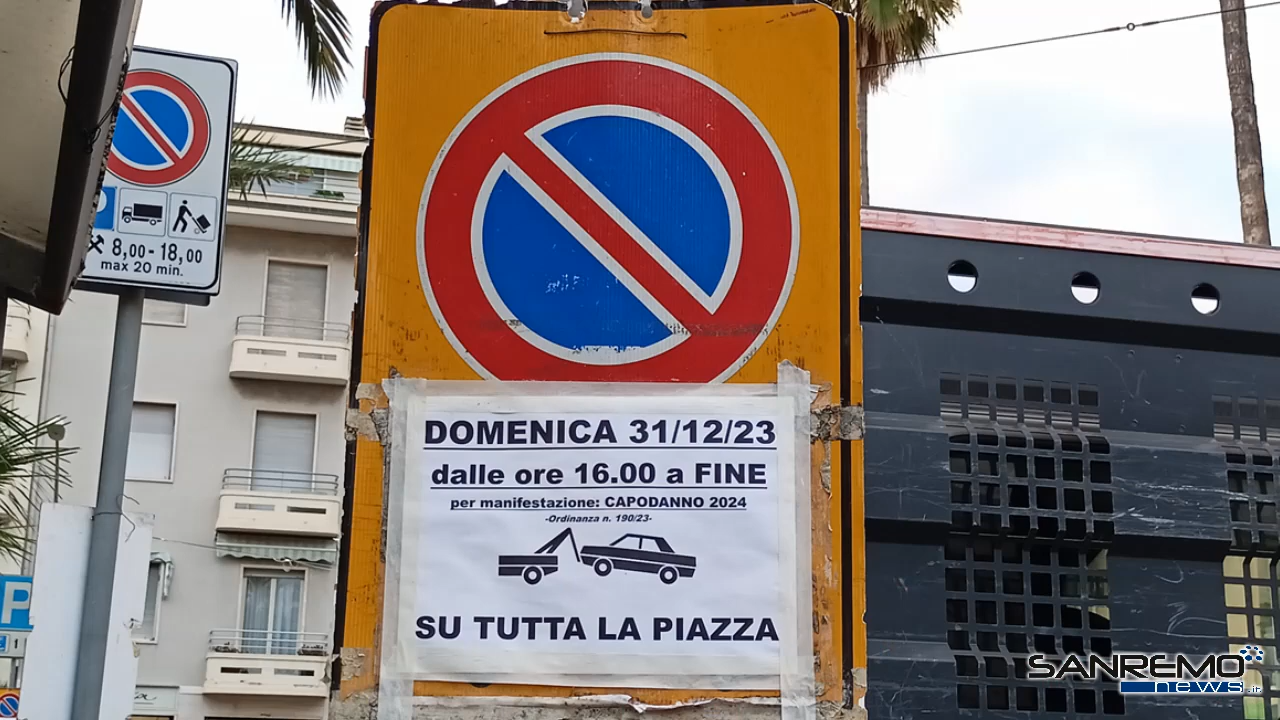 P
8,00-18,00
max 20 min.
DOMENICA 31/12/23
dalle ore 16.00 a FINE
per manifestazione: CAPODANNO 2024
-Ordinanza n. 190/23-
SU TUTTA LA PIAZZA
P
SANREMO
news.it